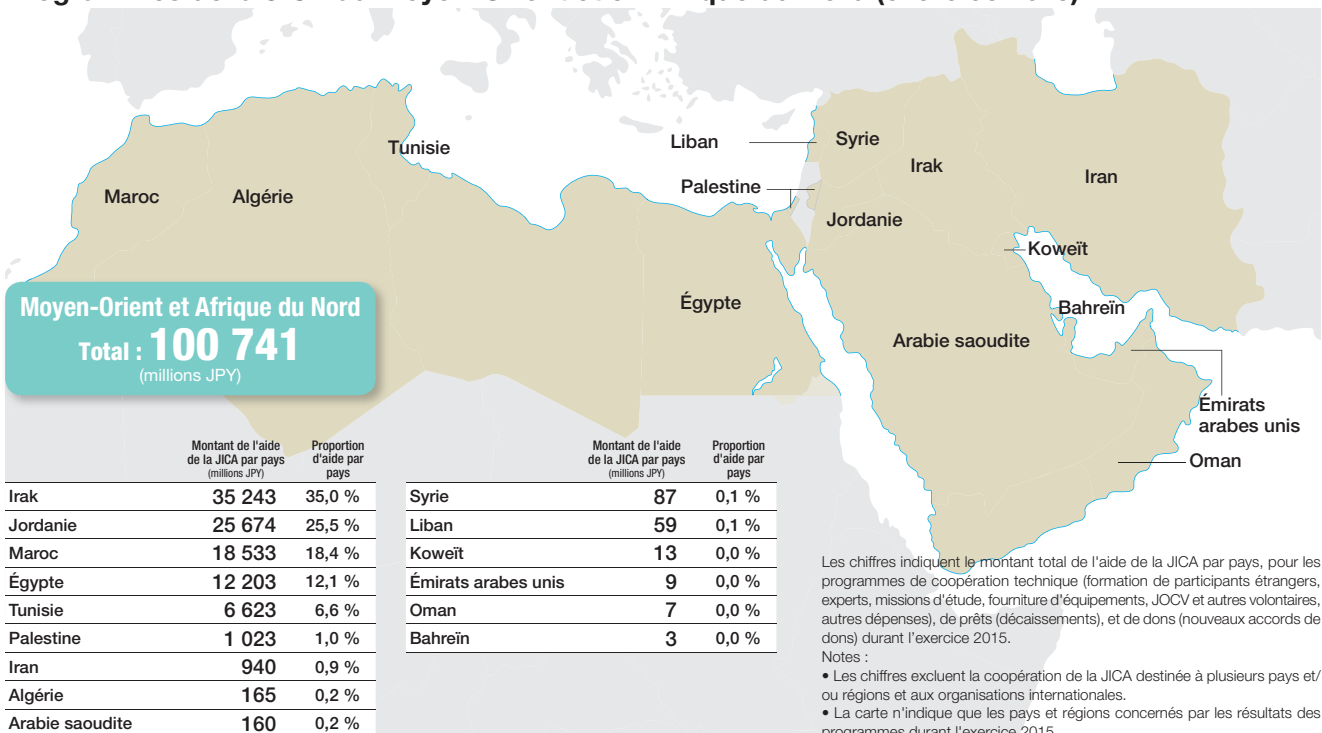 Tunisie
Liban
Syrie
Irak
Maroc
Algérie
Palestine
Iran
Jordanie
Koweït
Égypte
Bahreïn
Arabie saoudite
Émirats
arabes unis
Oman
Moyen-Orient et Afrique du Nord
Total : 100 741
(millions JPY)
Montant de l'aide de la JICA par pays (millions JPY) Proportion d'aide par pays
Irak 35 243 35,0 %
Jordanie 25 674 25,5 %
Maroc 18 533 18,4 %
Égypte 12 203 12,1 %
Tunisie 6 623 6,6 %
Palestine 1 023 1,0 %
Iran 940 0,9 %
Algérie 165 0,2 %
Arabie saoudite 160 0,2 %
Montant de l'aide de la JICA par pays (millions JPY) Proportion d'aide par pays
Syrie 87 0,1 %
Liban 59 0,1 %
Koweït 13 0,0 %
Émirats arabes unis 9 0,0 %
Oman 7 0,0 %
Bahreïn 3 0,0 %
Les chiffres indiquent le montant total de l'aide de la JICA par pays, pour les
programmes de coopération technique (formation de participants étrangers,
experts, missions d'étude, fourniture d'équipements, JOCV et autres volontaires,
autres dépenses), de prêts (décaissements), et de dons (nouveaux accords de
dons) durant l'exercice 2015.
Notes :
• Les chiffres excluent la coopération de la JICA destinée à plusieurs pays et/
ou régions et aux organisations internationales.
• La carte n'indique que les pays et régions concernés par les résultats des
programmes durant l'exercice 2015.